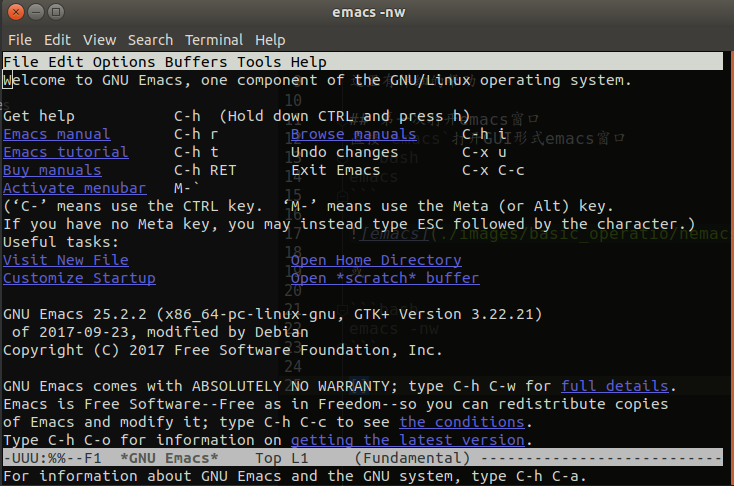 emacs -nw
File Edit View Search Terminal Help
File Edit Options Buffers Tools Help
Welcome to GNU Emacs, one component of the GNU/Linux operating system.
Get help C-h (Hold down CTRL and press h)
Emacs manual C-h r Browse manuals C-h i
Emacs tutorial C-h t Undo changes C-x u
Buy manuals C-h RET Exit Emacs C-x C-c
Activate menubar M-`
(‘C-’ means use the CTRL key. ‘M-’ means use the Meta (or Alt) key.
If you have no Meta key, you may instead type ESC followed by the character.)
Useful tasks:
Visit New File Open Home Directory
Customize Startup Open *scratch* buffer
GNU Emacs 25.2.2 (x86_64-pc-linux-gnu, GTK+ Version 3.22.21)
of 2017-09-23, modified by Debian
Copyright (C) 2017 Free Software Foundation, Inc.
GNU Emacs comes with ABSOLUTELY NO WARRANTY; type C-h C-w for full details.
Emacs is Free Software--Free as in Freedom--so you can redistribute copies
of Emacs and modify it; type C-h C-c to see the conditions.
Type C-h C-o for information on getting the latest version.
-UUU:%%--F1 *GNU Emacs* Top L1 (Fundamental) ---------------------------
For information about GNU Emacs and the GNU system, type C-h C-a.